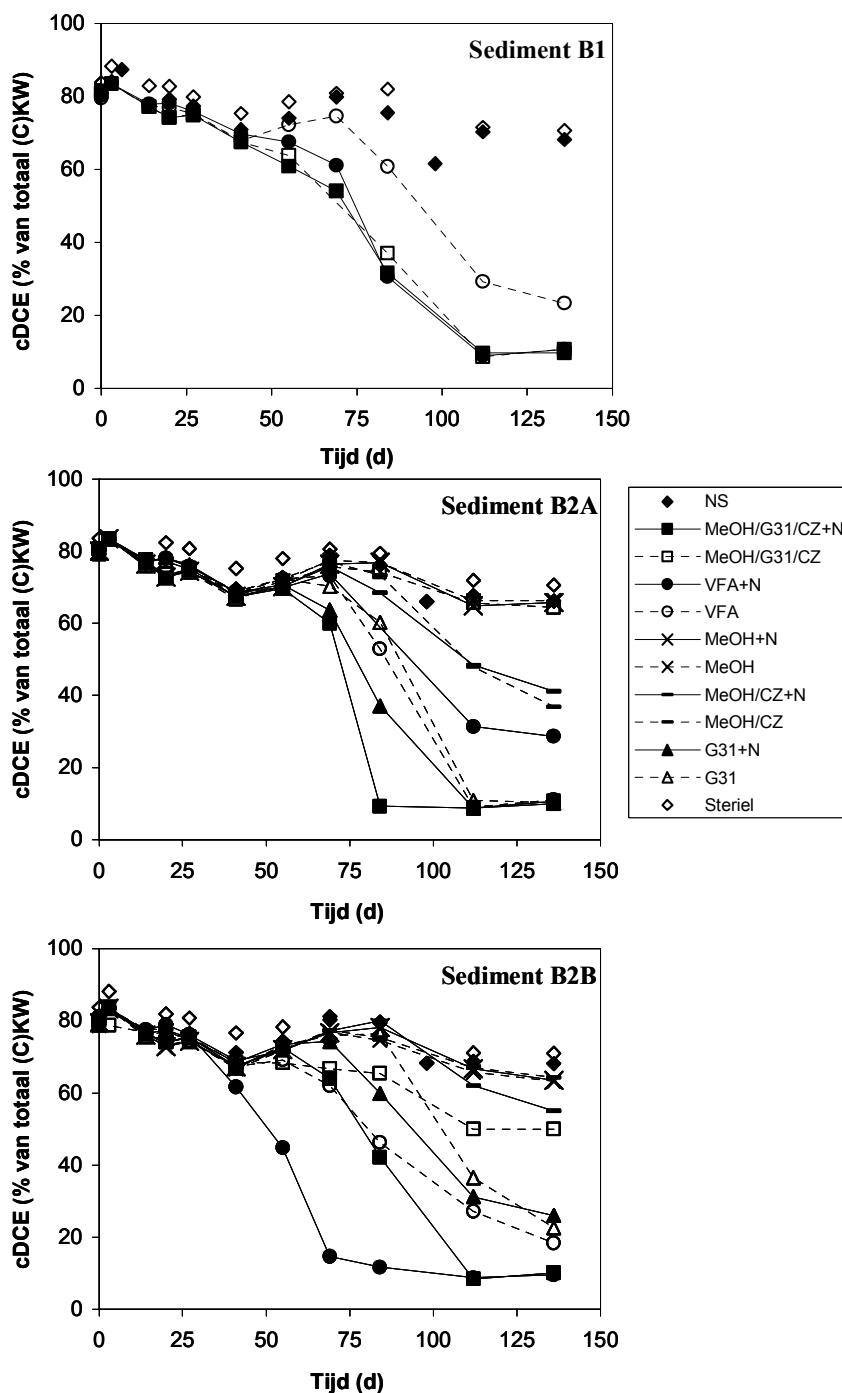 Sediment B1
cDCE (% van totaal (C)KW)
100
80
60
40
20
0
0 25 50 75 100 125 150
Tijd (d)
Sediment B2A
cDCE (% van totaal (C)KW)
100
80
60
40
20
0
0 25 50 75 100 125 150
Tijd (d)
NS
MeOH/G31/CZ+N
MeOH/G31/CZ
VFA+N
VFA
MeOH+N
MeOH
MeOH/CZ+N
MeOH/CZ
G31+N
G31
Steriel
Sediment B2B
cDCE (% van totaal (C)KW)
100
80
60
40
20
0
0 25 50 75 100 125 150
Tijd (d)